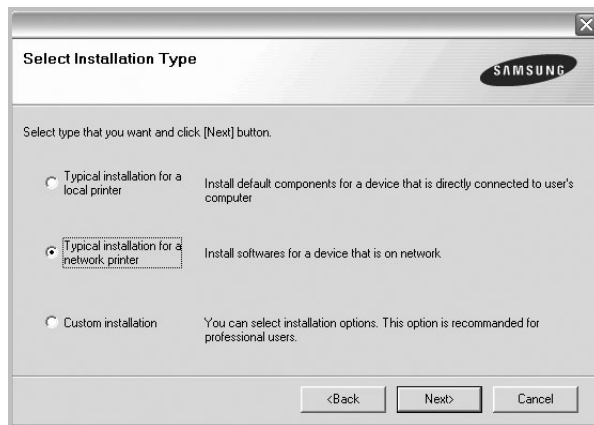 Select Installation Type
SAMSUNG
Select type that you want and click [Next] button.
Typical installation for a
local printer
Install default components for a device that is directly connected to user's
computer
Typical installation for a
network printer
Install softwares for a device that is on network
Custom installation
You can select installation options. This option is recommanded for
professional users.
<Back
Next>
Cancel